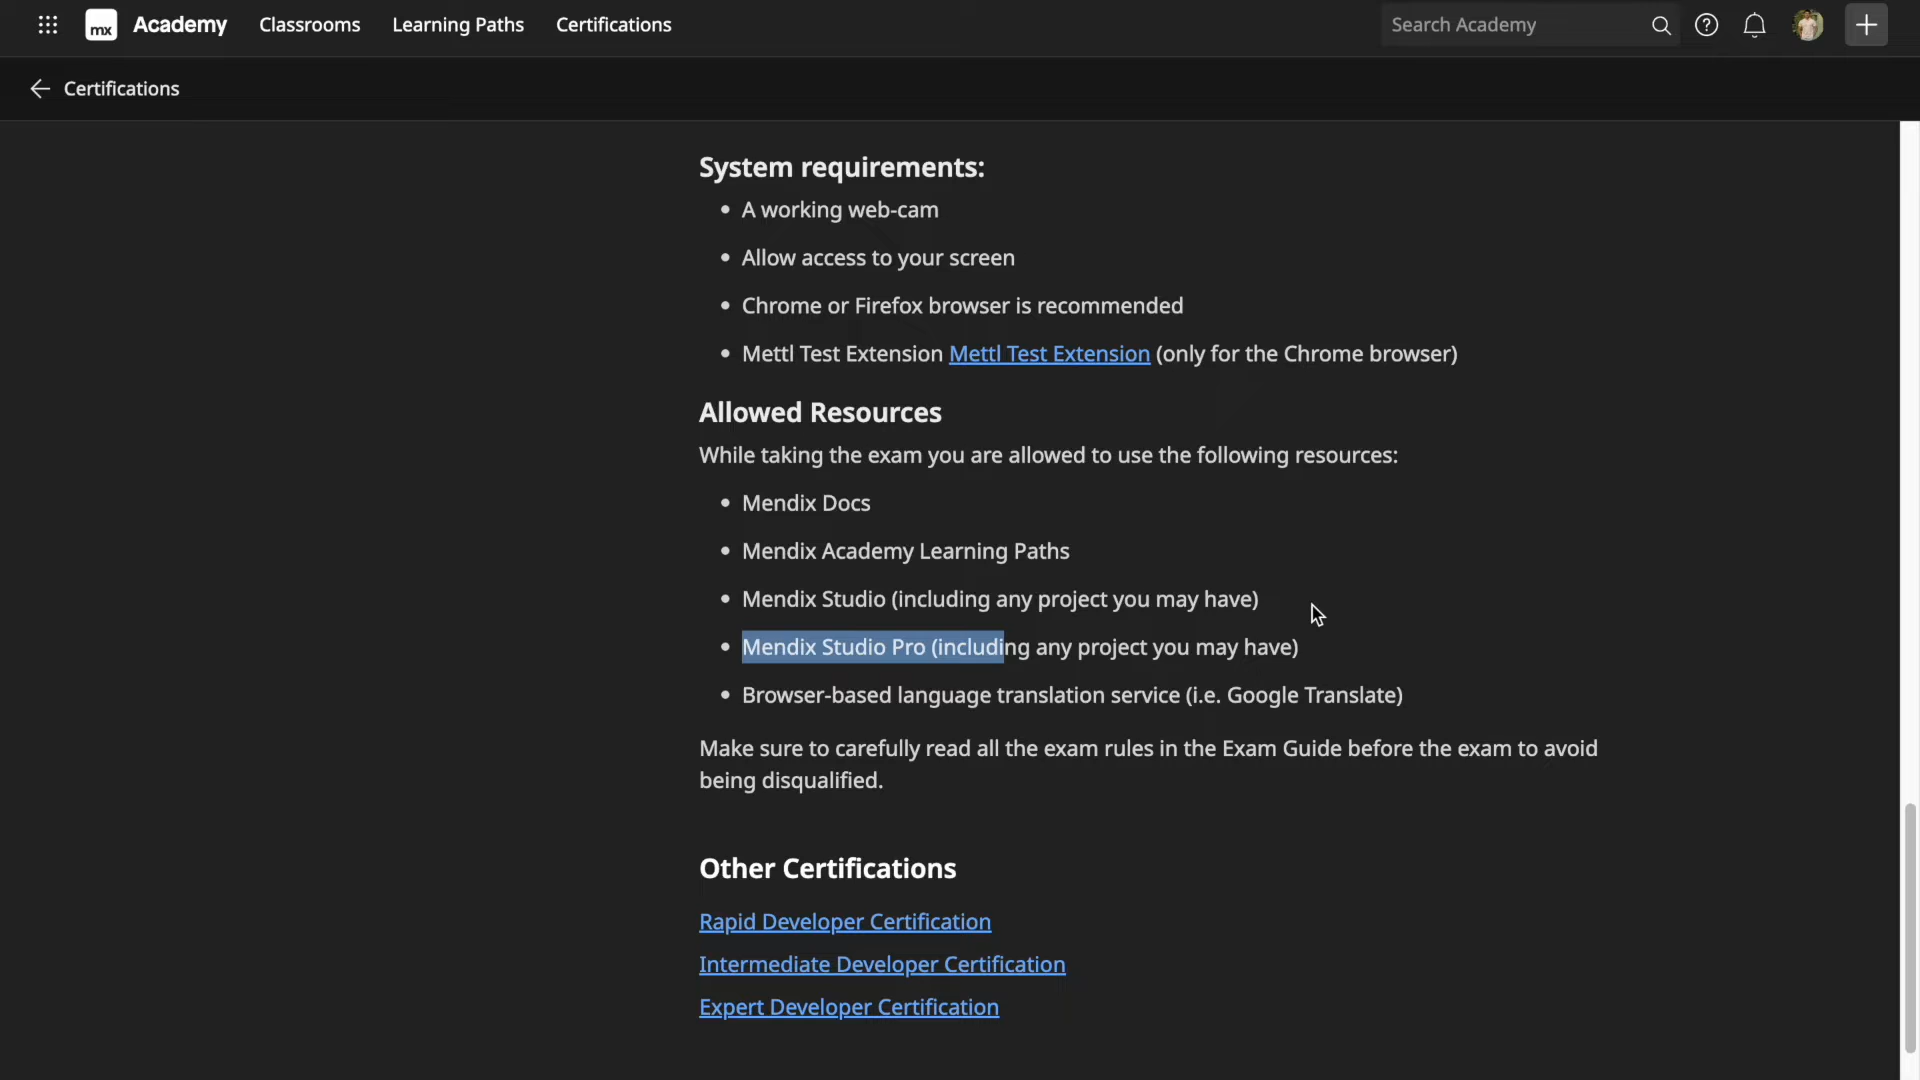 mx Academy Classrooms Learning Paths Certifications Search Academy
Certifications
System requirements:
A working web-cam
Allow access to your screen
Chrome or Firefox browser is recommended
Mettl Test Extension Mettl Test Extension (only for the Chrome browser)
Allowed Resources
While taking the exam you are allowed to use the following resources:
Mendix Docs
Mendix Academy Learning Paths
Mendix Studio (including any project you may have)
Mendix Studio Pro (including any project you may have)
Browser-based language translation service (i.e. Google Translate)
Make sure to carefully read all the exam rules in the Exam Guide before the exam to avoid
being disqualified.
Other Certifications
Rapid Developer Certification
Intermediate Developer Certification
Expert Developer Certification